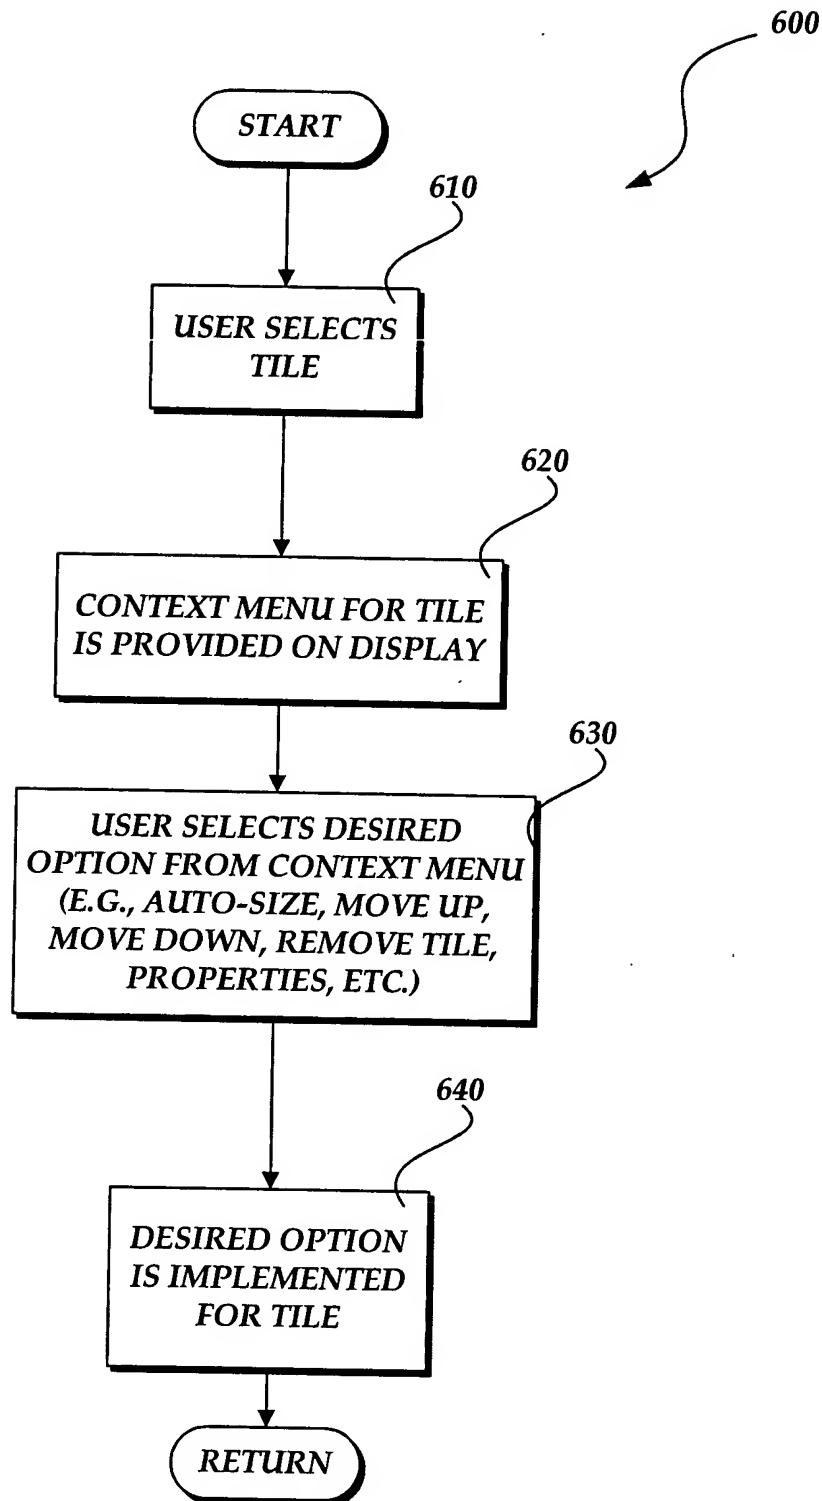 600
START
610
USER SELECTS
TILE
620
CONTEXT MENU FOR TILE
IS PROVIDED ON DISPLAY
630
USER SELECTS DESIRED
OPTION FROM CONTEXT MENU
(E.G., AUTO-SIZE, MOVE UP,
MOVE DOWN, REMOVE TILE,
PROPERTIES, ETC.)
640
DESIRED OPTION
IS IMPLEMENTED
FOR TILE
RETURN